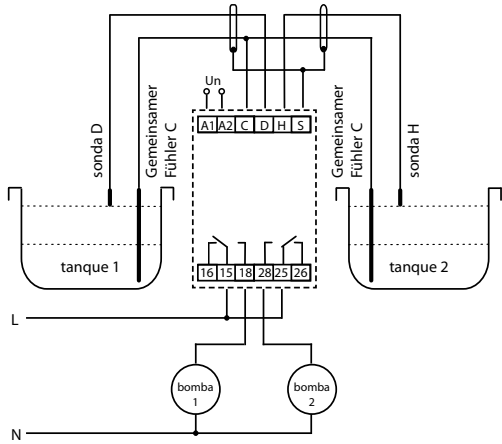 Un
A1 A2 C D H S
sonda D
Gemeinsamer
Fühler C
Gemeinsamer
Fühler C
sonda H
tanque 1
tanque 2
16 15 18 28 25 26
L
bomba
1
bomba
2
N